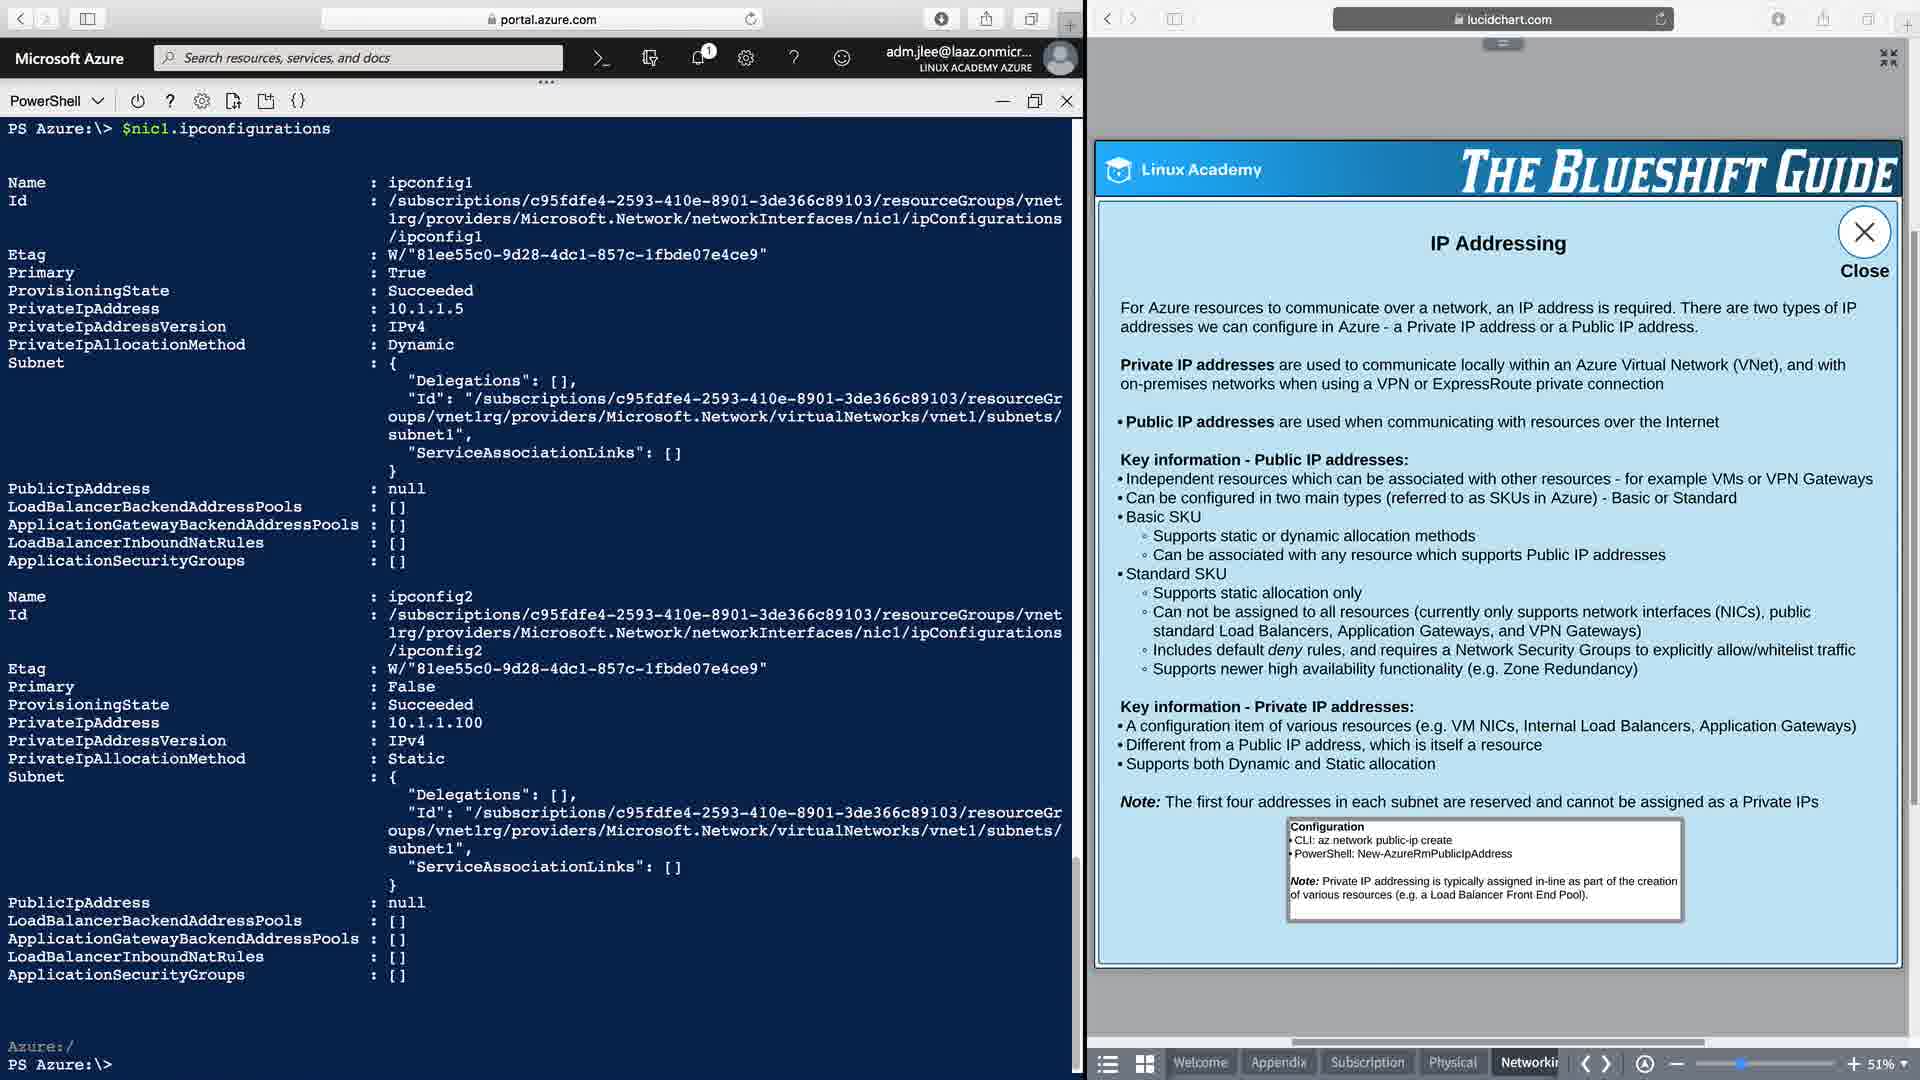 portal.azure.com
Microsoft Azure
Search resources, services, and docs
1
adm.jlee@laaz.onmicr...
LINUX ACADEMY AZURE
PowerShell
PS Azure:\> $nic1.ipconfigurations
Name : ipconfig1
Id : /subscriptions/c95fdfe4-2593-410e-8901-3de366c89103/resourceGroups/vnet
1rg/providers/Microsoft.Network/networkInterfaces/nic1/ipConfigurations
/ipconfig1
Etag : W/"81ee55c0-9d28-4dc1-857c-1fbde07e4ce9"
Primary : True
ProvisioningState : Succeeded
PrivateIpAddress : 10.1.1.5
PrivateIpAddressVersion : IPv4
PrivateIpAllocationMethod : Dynamic
Subnet : {
"Delegations": [],
"Id": "/subscriptions/c95fdfe4-2593-410e-8901-3de366c89103/resourceGr
oups/vnet1rg/providers/Microsoft.Network/virtualNetworks/vnet1/subnets/
subnet1",
"ServiceAssociationLinks": []
}
PublicIpAddress : null
LoadBalancerBackendAddressPools : []
ApplicationGatewayBackendAddressPools : []
LoadBalancerInboundNatRules : []
ApplicationSecurityGroups : []
Name : ipconfig2
Id : /subscriptions/c95fdfe4-2593-410e-8901-3de366c89103/resourceGroups/vnet
1rg/providers/Microsoft.Network/networkInterfaces/nic1/ipConfigurations
/ipconfig2
Etag : W/"81ee55c0-9d28-4dc1-857c-1fbde07e4ce9"
Primary : False
ProvisioningState : Succeeded
PrivateIpAddress : 10.1.1.100
PrivateIpAddressVersion : IPv4
PrivateIpAllocationMethod : Static
Subnet : {
"Delegations": [],
"Id": "/subscriptions/c95fdfe4-2593-410e-8901-3de366c89103/resourceGr
oups/vnet1rg/providers/Microsoft.Network/virtualNetworks/vnet1/subnets/
subnet1",
"ServiceAssociationLinks": []
}
PublicIpAddress : null
LoadBalancerBackendAddressPools : []
ApplicationGatewayBackendAddressPools : []
LoadBalancerInboundNatRules : []
ApplicationSecurityGroups : []
Azure:/
PS Azure:\>
lucidchart.com
Linux Academy
THE BLUESHIFT GUIDE
IP Addressing
Close
For Azure resources to communicate over a network, an IP address is required. There are two types of IP
addresses we can configure in Azure - a Private IP address or a Public IP address.
Private IP addresses are used to communicate locally within an Azure Virtual Network (VNet), and with
on-premises networks when using a VPN or ExpressRoute private connection
• Public IP addresses are used when communicating with resources over the Internet
Key information - Public IP addresses:
• Independent resources which can be associated with other resources - for example VMs or VPN Gateways
• Can be configured in two main types (referred to as SKUs in Azure) - Basic or Standard
• Basic SKU
◦ Supports static or dynamic allocation methods
◦ Can be associated with any resource which supports Public IP addresses
• Standard SKU
◦ Supports static allocation only
◦ Can not be assigned to all resources (currently only supports network interfaces (NICs), public
standard Load Balancers, Application Gateways, and VPN Gateways)
◦ Includes default deny rules, and requires a Network Security Groups to explicitly allow/whitelist traffic
◦ Supports newer high availability functionality (e.g. Zone Redundancy)
Key information - Private IP addresses:
• A configuration item of various resources (e.g. VM NICs, Internal Load Balancers, Application Gateways)
• Different from a Public IP address, which is itself a resource
• Supports both Dynamic and Static allocation
Note: The first four addresses in each subnet are reserved and cannot be assigned as a Private IPs
Configuration
• CLI: az network public-ip create
• PowerShell: New-AzureRmPublicIpAddress
Note: Private IP addressing is typically assigned in-line as part of the creation
of various resources (e.g. a Load Balancer Front End Pool).
Welcome
Appendix
Subscription
Physical
Networkin
51%